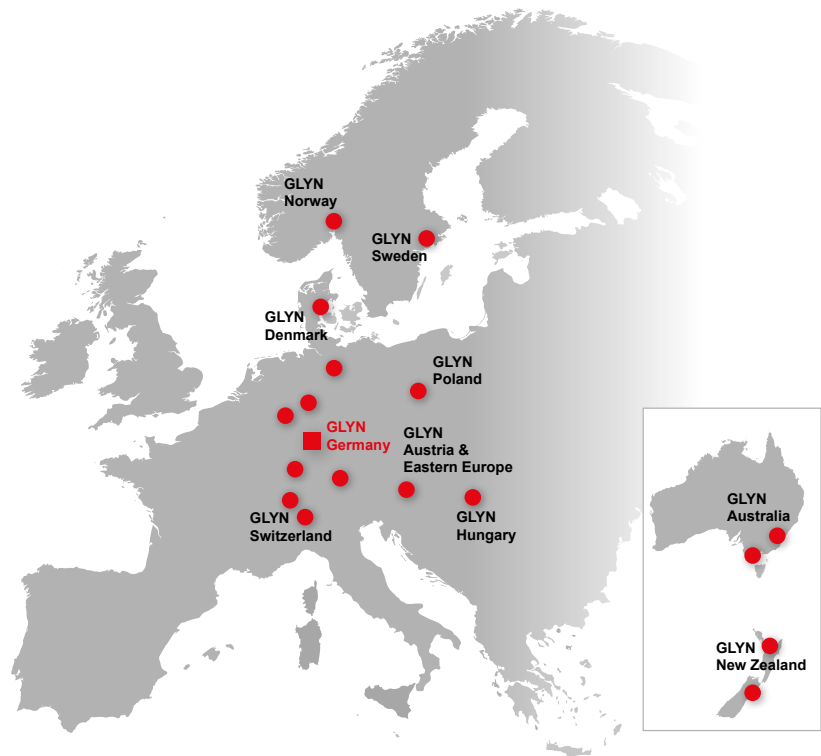 GLYN
Norway
GLYN
Sweden
GLYN
Denmark
GLYN
Poland
GLYN
Germany
GLYN
Austria &
Eastern Europe
GLYN
Hungary
GLYN
Switzerland
GLYN
Australia
GLYN
New Zealand